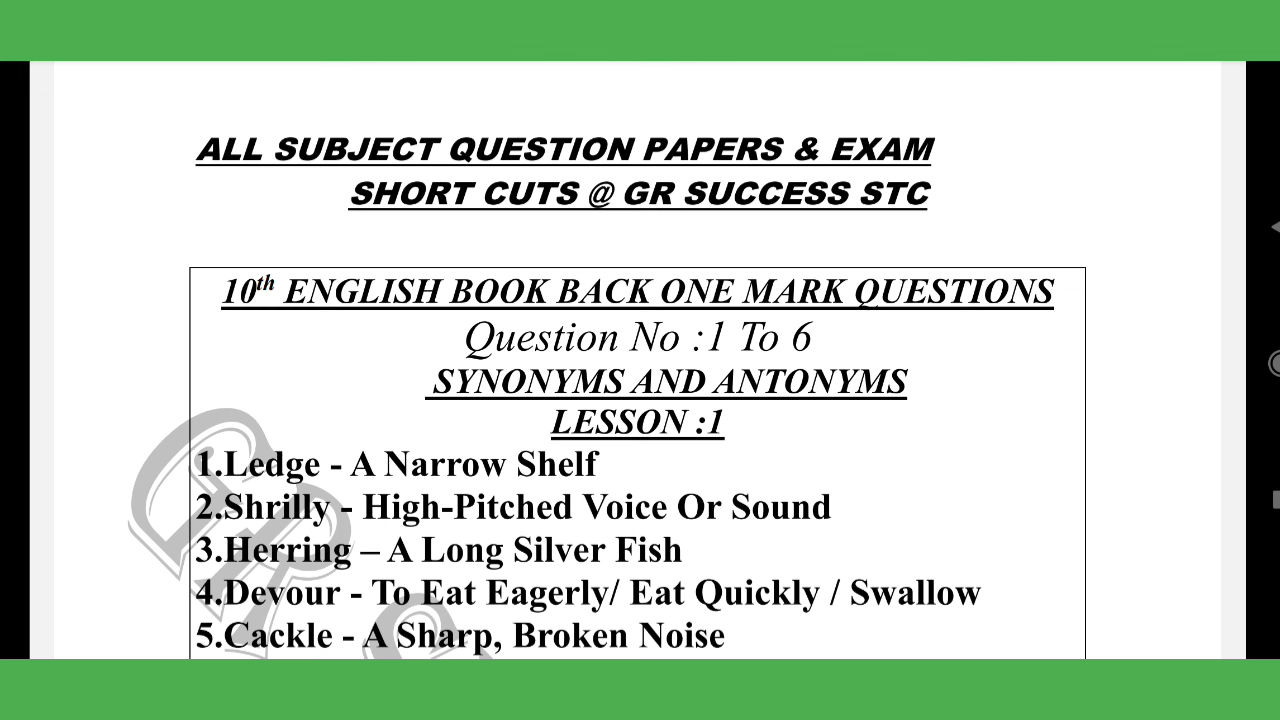 ALL SUBJECT QUESTION PAPERS & EXAM
SHORT CUTS @ GR SUCCESS STC
10th ENGLISH BOOK BACK ONE MARK QUESTIONS
Question No :1 To 6
SYNONYMS AND ANTONYMS
LESSON :1
1.Ledge - A Narrow Shelf
2.Shrilly - High-Pitched Voice Or Sound
3.Herring – A Long Silver Fish
4.Devour - To Eat Eagerly/ Eat Quickly / Swallow
5.Cackle - A Sharp, Broken Noise
GR S